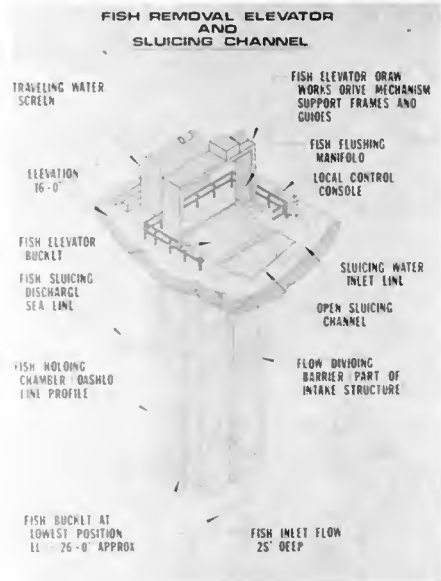 FISH REMOVAL ELEVATOR
AND
SLUICING CHANNEL
TRAVELING WATER
SCREEN
FISH ELEVATOR DRAW
WORKS DRIVE MECHANISM
SUPPORT FRAMES AND
GUIDES
FISH FLUSHING
MANIFOLD
ELEVATION
16-0"
LOCAL CONTROL
CONSOLE
FISH ELEVATOR
BUCKET
FISH SLUICING
DISCHARGE
SEA LINE
SLUICING WATER
INLET LINE
OPEN SLUICING
CHANNEL
FISH HOLDING
CHAMBER DASHED
LINE PROFILE
FLOW DIVIDING
BARRIER PART OF
INTAKE STRUCTURE
FISH BUCKET AT
LOWEST POSITION
EL - 26-0" APPROX
FISH INLET FLOW
25' DEEP